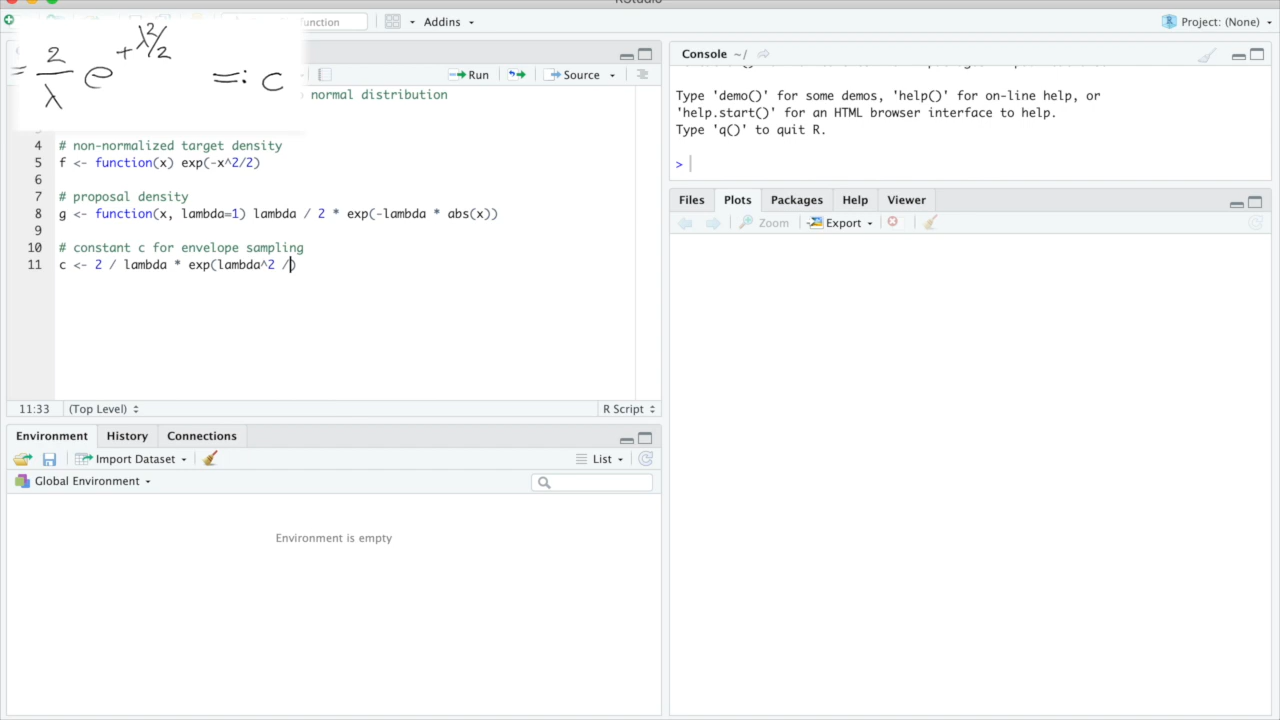 RStudio
function
Addins
Project: (None)
= 2/λ e^{+λ²/2} =: c
Run
Source
normal distribution
4 # non-normalized target density
5 f <- function(x) exp(-x^2/2)
6
7 # proposal density
8 g <- function(x, lambda=1) lambda / 2 * exp(-lambda * abs(x))
9
10 # constant c for envelope sampling
11 c <- 2 / lambda * exp(lambda^2 /)
11:33 (Top Level) R Script
Environment History Connections
Import Dataset List
Global Environment
Environment is empty
Console ~/
Type 'demo()' for some demos, 'help()' for on-line help, or
'help.start()' for an HTML browser interface to help.
Type 'q()' to quit R.
>
Files Plots Packages Help Viewer
Zoom Export